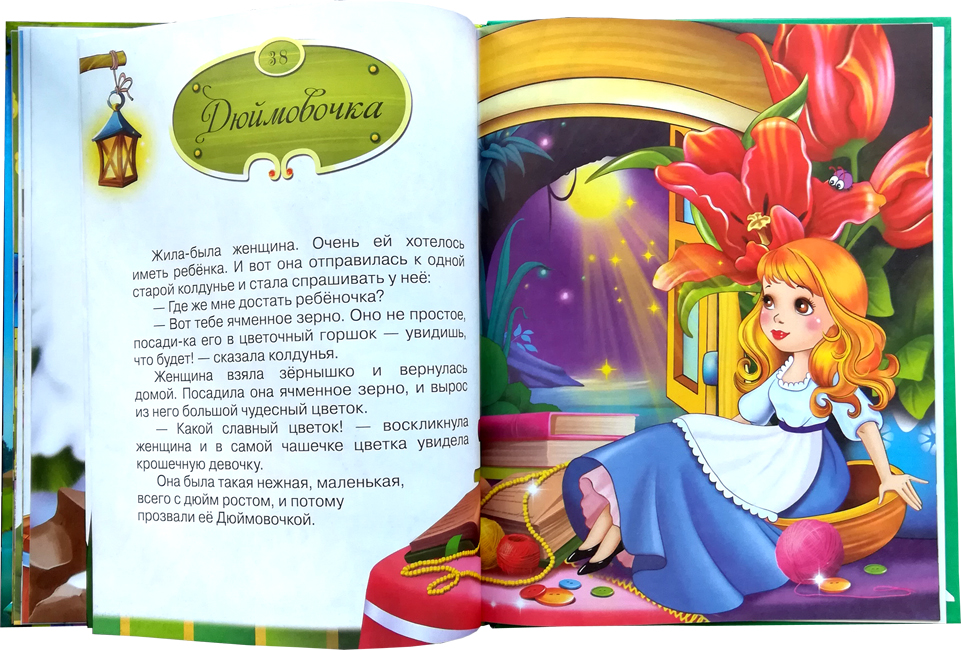 38
Дюймовочка
Жила-была женщина. Очень ей хотелось
иметь ребёнка. И вот она отправилась к одной
старой колдунье и стала спрашивать у неё:
— Где же мне достать ребёночка?
— Вот тебе ячменное зерно. Оно не простое,
посади-ка его в цветочный горшок — увидишь,
что будет! — сказала колдунья.
Женщина взяла зёрнышко и вернулась
домой. Посадила она ячменное зерно, и вырос
из него большой чудесный цветок.
— Какой славный цветок! — воскликнула
женщина и в самой чашечке цветка увидела
крошечную девочку.
Она была такая нежная, маленькая,
всего с дюйм ростом, и потому
прозвали её Дюймовочкой.